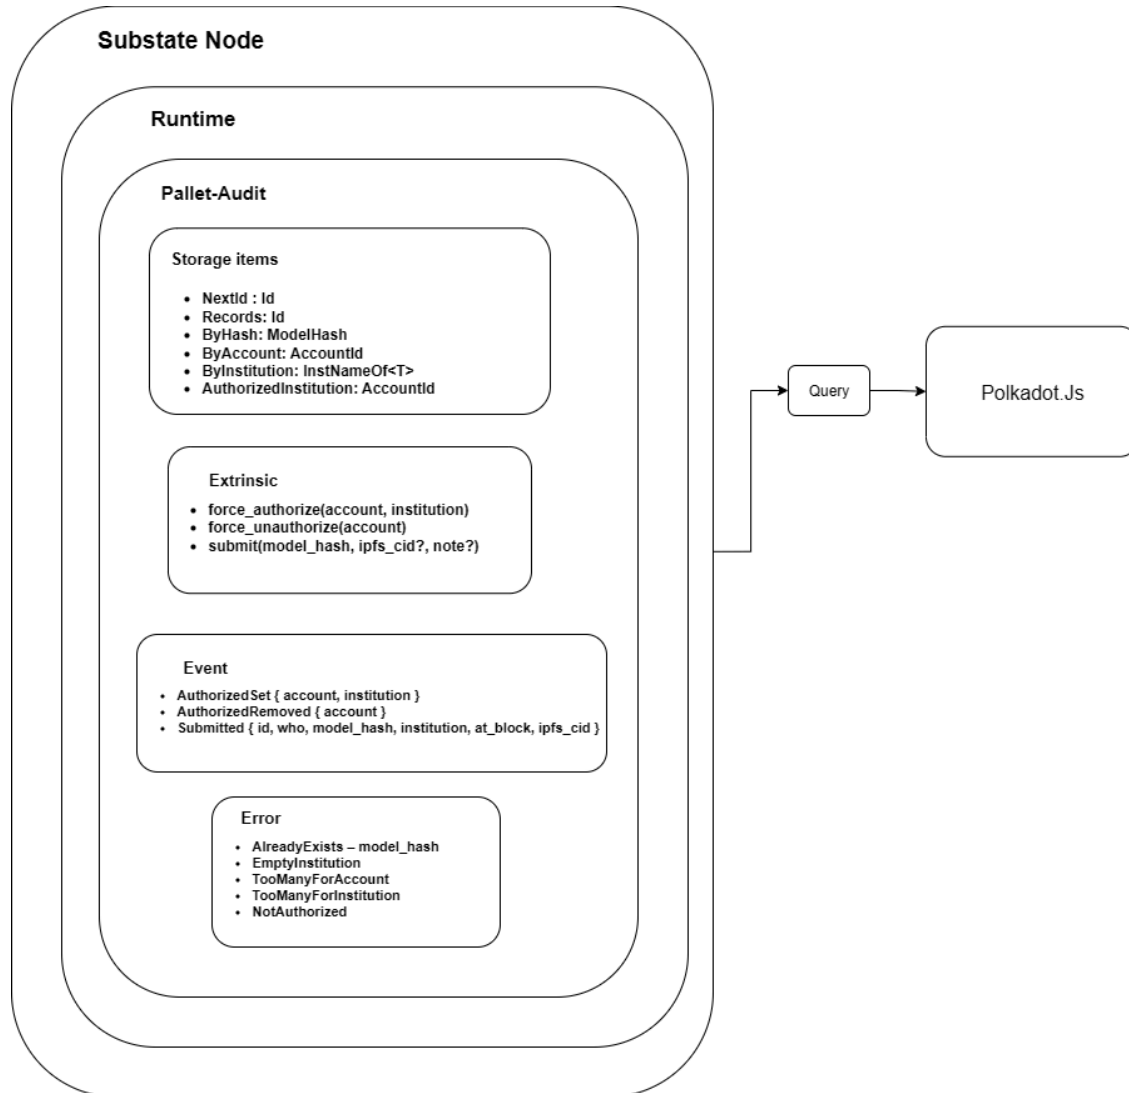 Substate Node
Runtime
Pallet-Audit
Storage items
• NextId : Id
• Records: Id
• ByHash: ModelHash
• ByAccount: AccountId
• ByInstitution: InstNameOf<T>
• AuthorizedInstitution: AccountId
Extrinsic
• force_authorize(account, institution)
• force_unauthorize(account)
• submit(model_hash, ipfs_cid?, note?)
Event
• AuthorizedSet { account, institution }
• AuthorizedRemoved { account }
• Submitted { id, who, model_hash, institution, at_block, ipfs_cid }
Error
• AlreadyExists – model_hash
• EmptyInstitution
• TooManyForAccount
• TooManyForInstitution
• NotAuthorized
Query
Polkadot.Js